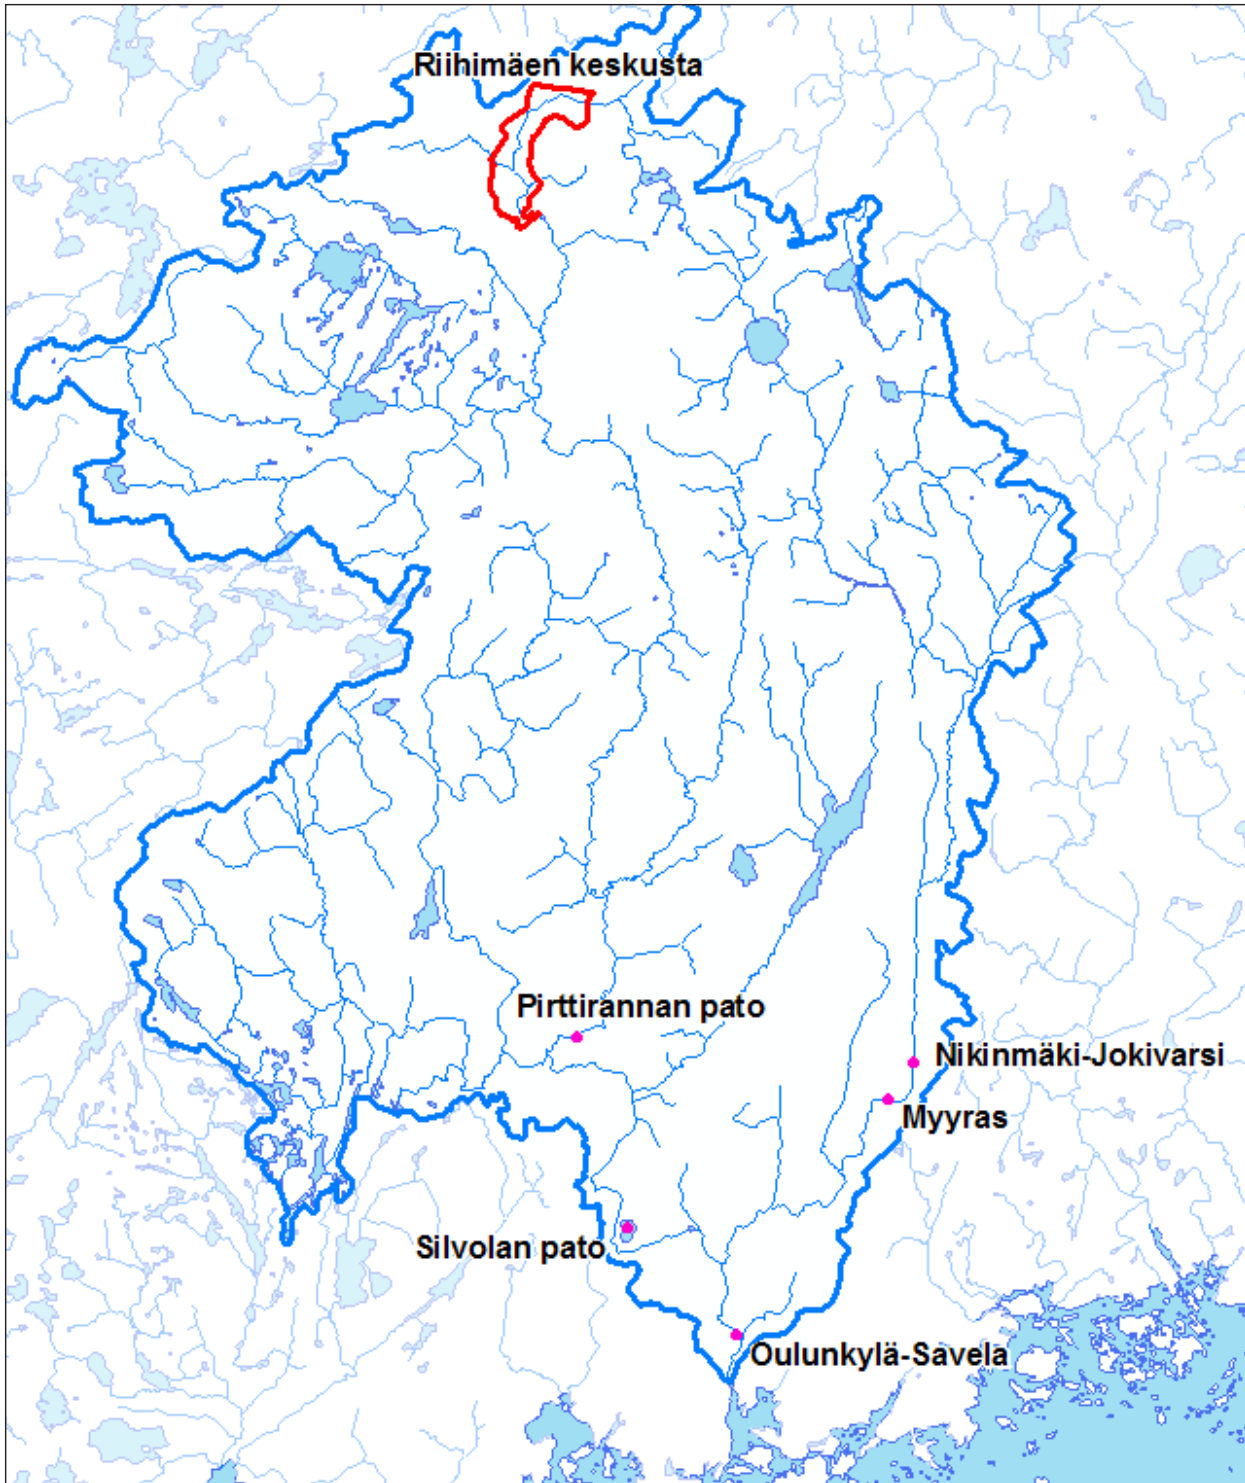 Riihimäen keskusta
Pirttirannan pato
Nikinmäki-Jokivarsi
Myyras
Silvolan pato
Oulunkylä-Savela